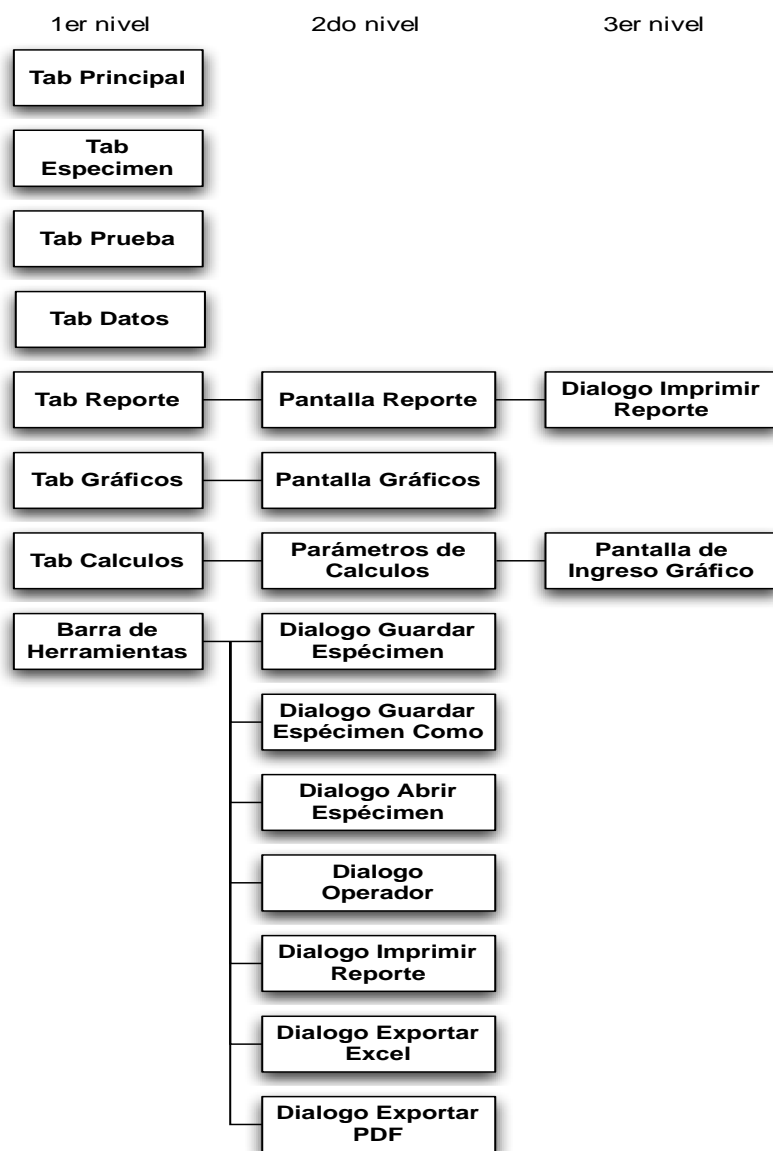 1er nivel 2do nivel 3er nivel
Tab Principal
Tab
Especimen
Tab Prueba
Tab Datos
Tab Reporte
Pantalla Reporte
Dialogo Imprimir
Reporte
Tab Gráficos
Pantalla Gráficos
Tab Calculos
Parámetros de
Calculos
Pantalla de
Ingreso Gráfico
Barra de
Herramientas
Dialogo Guardar
Espécimen
Dialogo Guardar
Espécimen Como
Dialogo Abrir
Espécimen
Dialogo
Operador
Dialogo Imprimir
Reporte
Dialogo Exportar
Excel
Dialogo Exportar
PDF